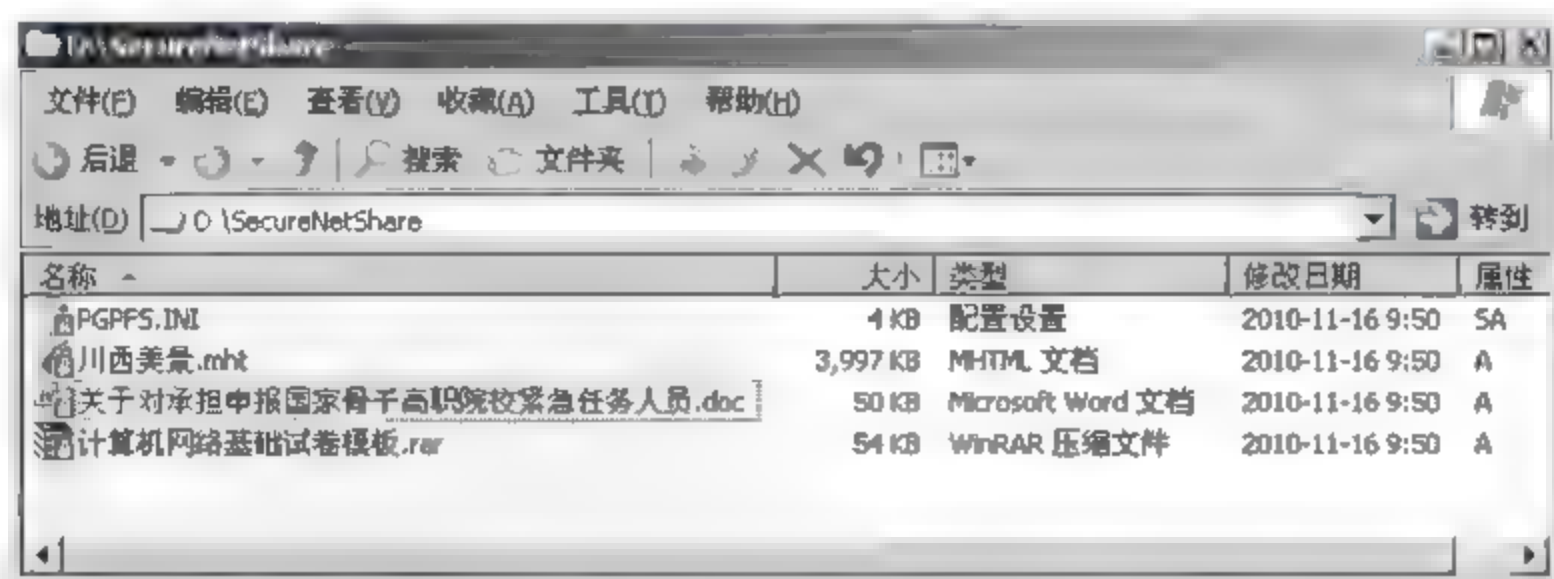 D:\SecureNetShare
文件(F) 编辑(E) 查看(V) 收藏(A) 工具(T) 帮助(H)
后退 搜索 文件夹
地址(D) D:\SecureNetShare 转到
名称 大小 类型 修改日期 属性
PGPFS.INI 4 KB 配置设置 2010-11-16 9:50 SA
川西美景.mht 3,997 KB MHTML 文档 2010-11-16 9:50 A
关于对承担申报国家骨干高职院校紧急任务人员.doc 50 KB Microsoft Word 文档 2010-11-16 9:50 A
计算机网络基础试卷模板.rar 54 KB WinRAR 压缩文件 2010-11-16 9:50 A